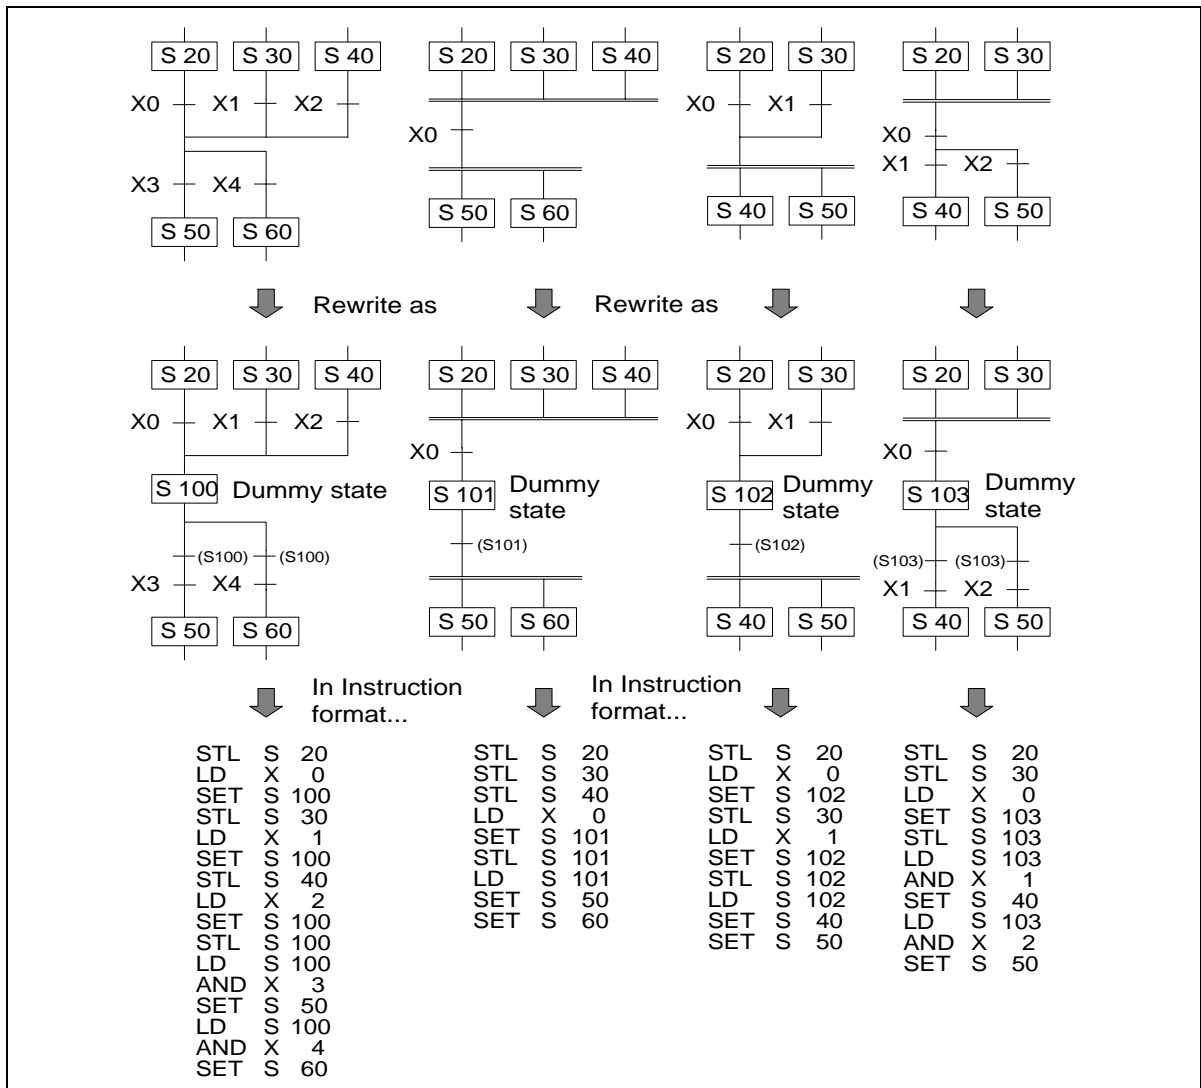 S 20 S 30 S 40 S 20 S 30 S 40 S 20 S 30 S 20 S 30
X0 X1 X2 X0 X1
X0 X0
X3 X4 X1 X2
S 50 S 60 S 50 S 60 S 40 S 50 S 40 S 50
Rewrite as Rewrite as
S 20 S 30 S 40 S 20 S 30 S 40 S 20 S 30 S 20 S 30
X0 X1 X2 X0 X1
X0 X0
S 100 Dummy state S 101 Dummy S 102 Dummy S 103 Dummy
state state state
(S100) (S100) (S101) (S102) (S103) (S103)
X3 X4 X1 X2
S 50 S 60 S 50 S 60 S 40 S 50 S 40 S 50
In Instruction In Instruction
format... format...
STL S 20 STL S 20 STL S 20 STL S 20
LD X 0 STL S 30 LD X 0 STL S 30
SET S 100 STL S 40 SET S 102 LD X 0
STL S 30 LD X 0 STL S 30 SET S 103
LD X 1 SET S 101 LD X 1 STL S 103
SET S 100 STL S 101 SET S 102 LD S 103
STL S 40 LD S 101 STL S 102 AND X 1
LD X 2 SET S 50 LD S 102 SET S 40
SET S 100 SET S 60 SET S 40 LD S 103
STL S 100 SET S 50 AND X 2
LD S 100 SET S 50
AND X 3
SET S 50
LD S 100
AND X 4
SET S 60